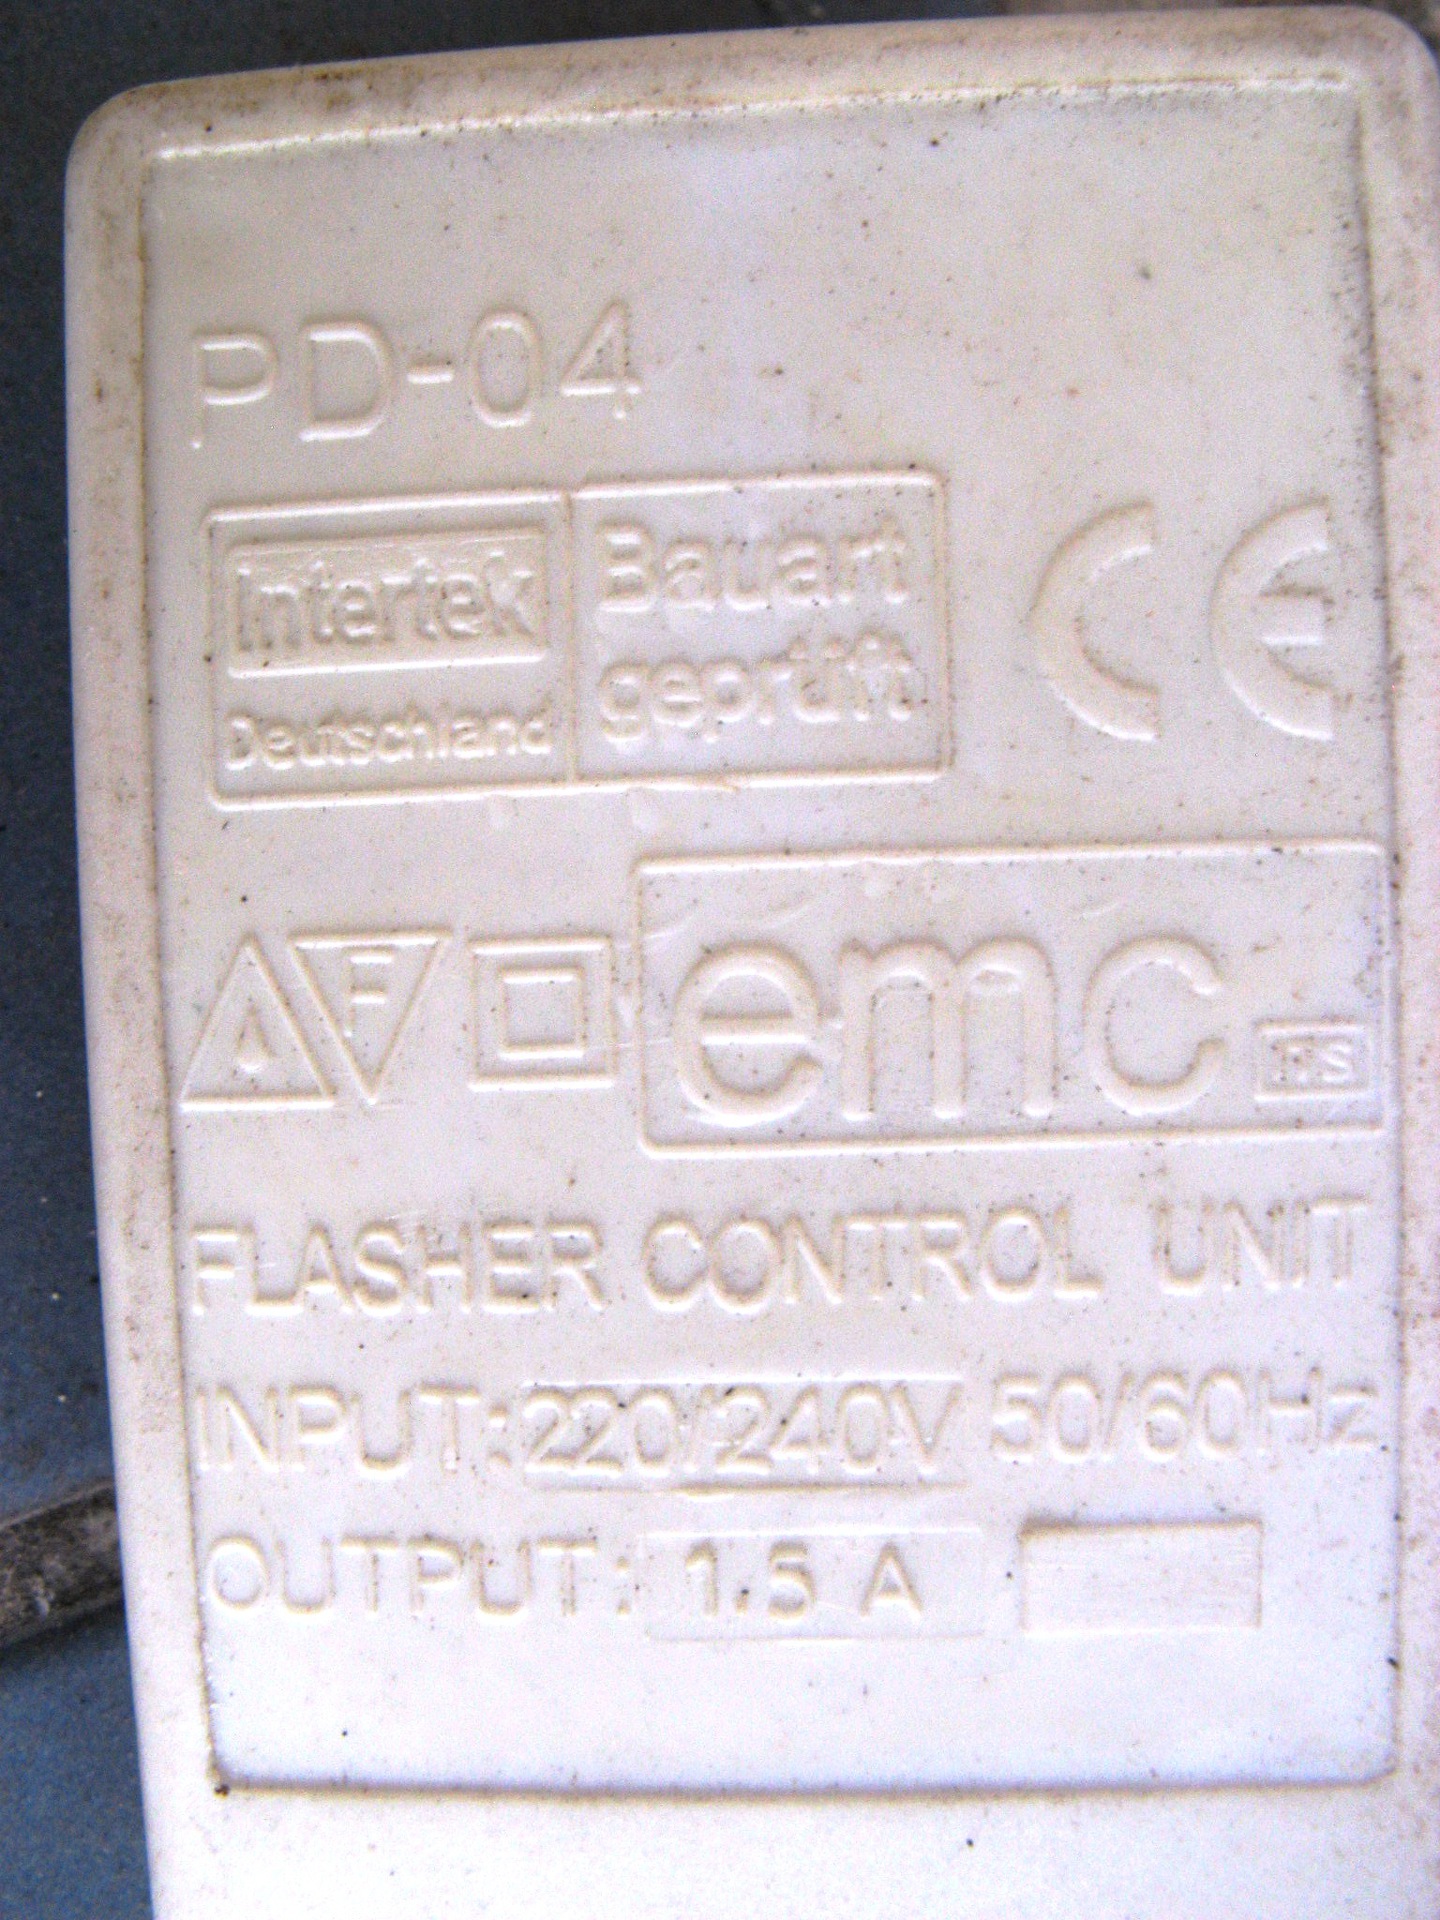 PD-04
Intertek
Deutschland
Bauart
geprüft
CE
F
emc
FLASHER CONTROL UNIT
INPUT: 220/240V 50/60Hz
OUTPUT: 1.5 A